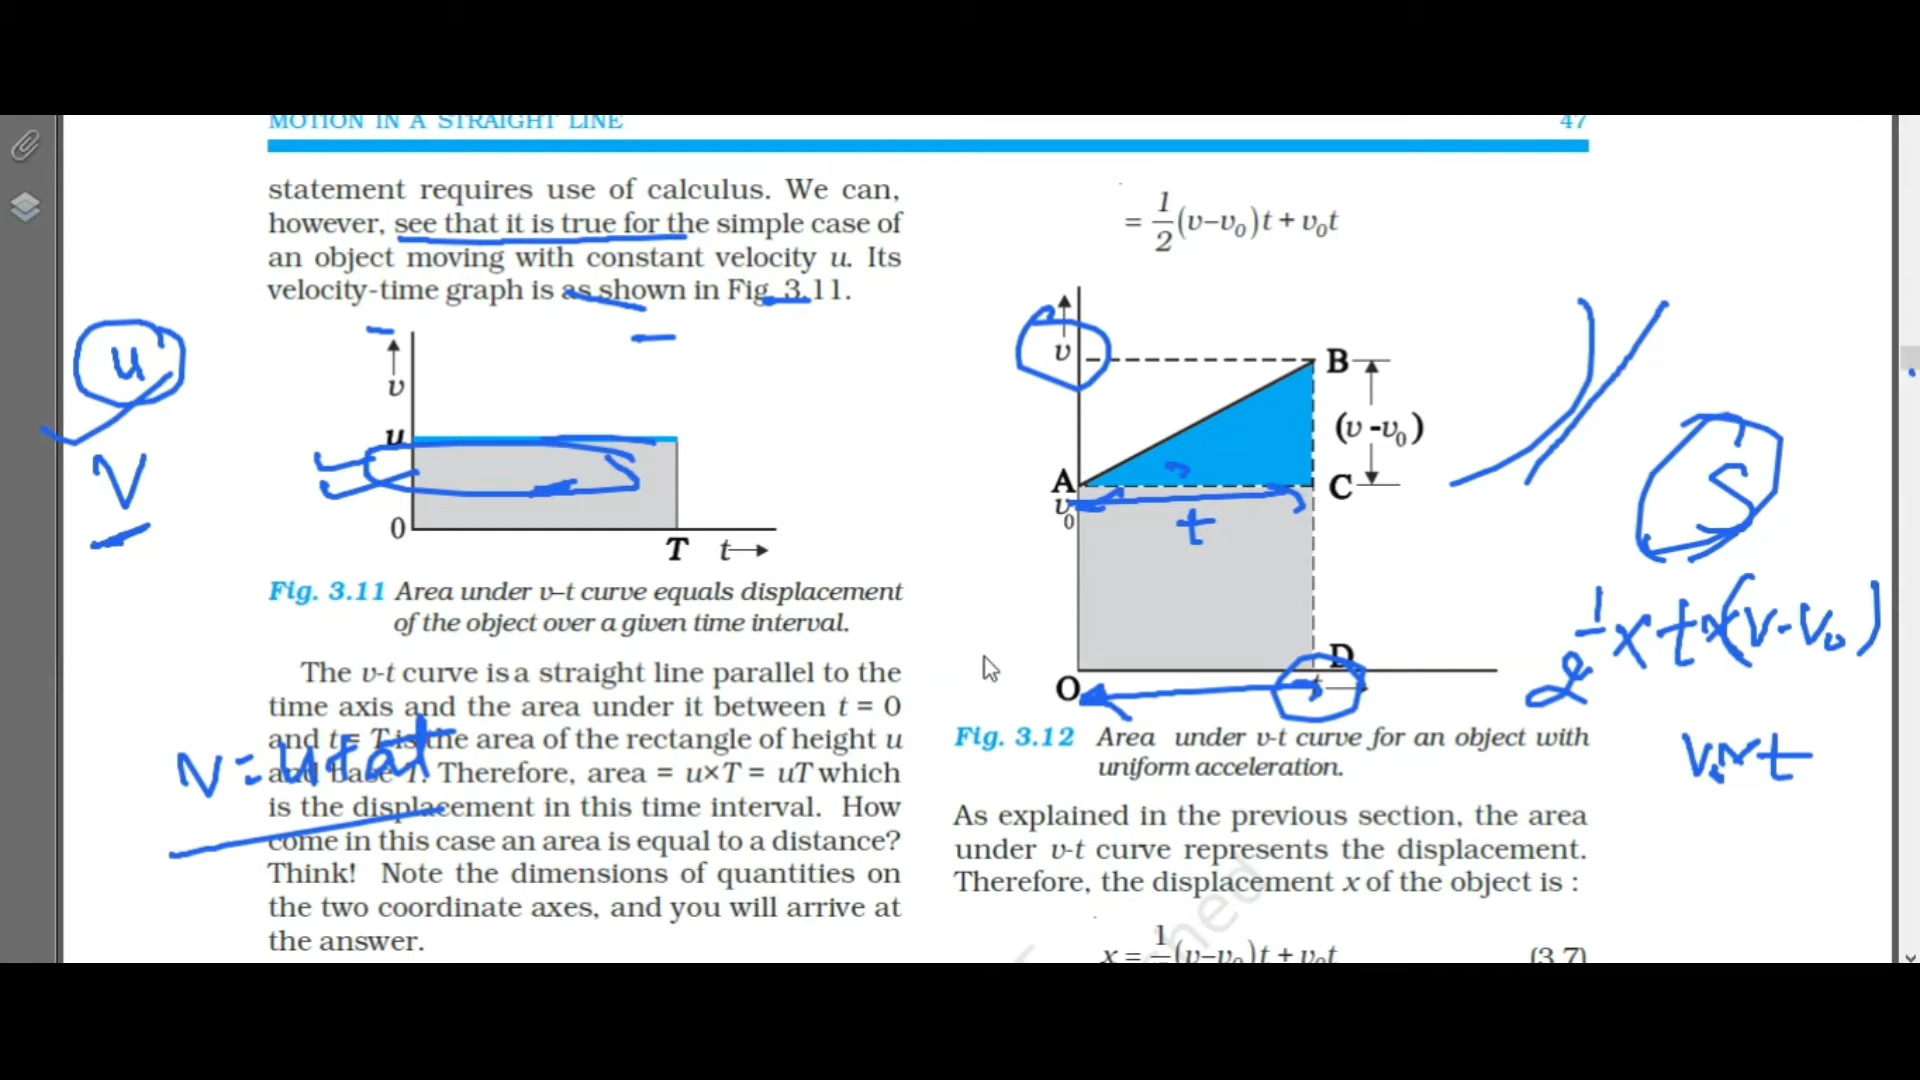 MOTION IN A STRAIGHT LINE
47
statement requires use of calculus. We can,
however, see that it is true for the simple case of
an object moving with constant velocity u. Its
velocity-time graph is as shown in Fig. 3.11.
u
V
v
u
0
T t
Fig. 3.11 Area under v–t curve equals displacement
of the object over a given time interval.
The v-t curve is a straight line parallel to the
time axis and the area under it between t = 0
and t = T is the area of the rectangle of height u
and base T. Therefore, area = u×T = uT which
v = u + at
is the displacement in this time interval. How
come in this case an area is equal to a distance?
Think! Note the dimensions of quantities on
the two coordinate axes, and you will arrive at
the answer.
= 1/2 (v–v₀)t + v₀t
v
B
(v -v₀)
A
C
v₀
t
D
O
t
S
1/2 × t × (v - v₀)
v₀ × t
Fig. 3.12 Area under v-t curve for an object with
uniform acceleration.
As explained in the previous section, the area
under v-t curve represents the displacement.
Therefore, the displacement x of the object is :
x = 1/2 (v–v₀)t + v₀t (3.7)